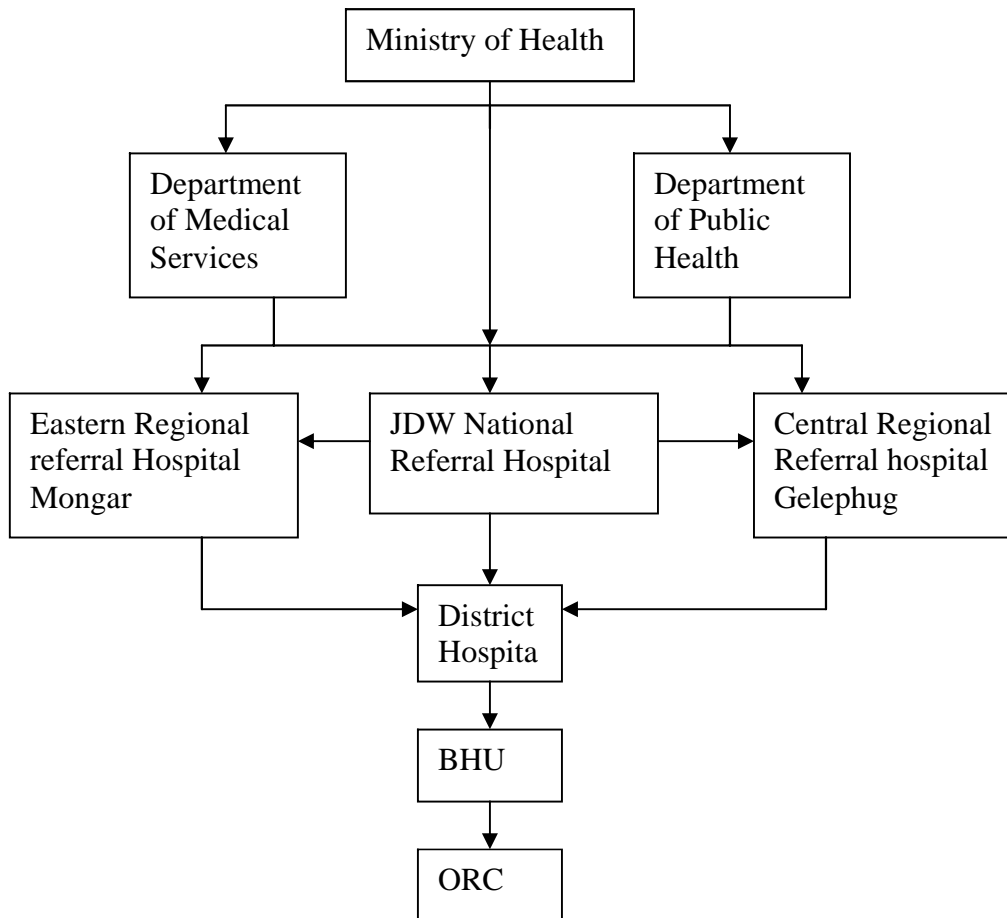 Ministry of Health
Department
of Medical
Services
Department
of Public
Health
Eastern Regional
referral Hospital
Mongar
JDW National
Referral Hospital
Central Regional
Referral hospital
Gelephug
District
Hospita
BHU
ORC